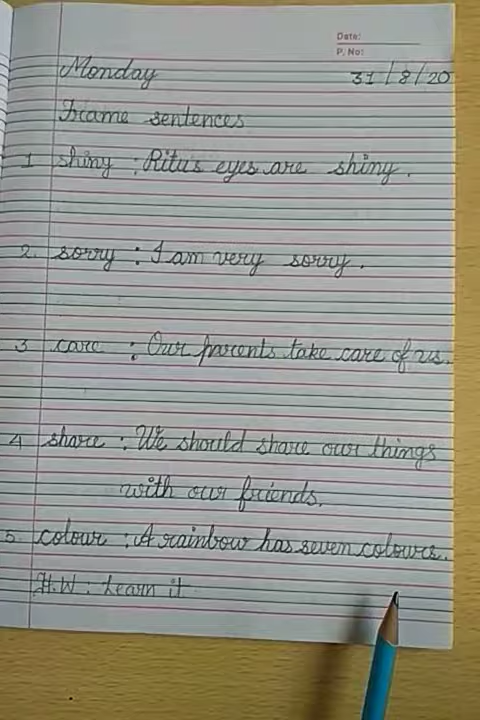 Date:
P. No:
Monday 31/8/20
Frame sentences
1 shiny : Ritu's eyes are shiny.
2. sorry : I am very sorry.
3 care : Our parents take care of us.
4 share : We should share our things
with our friends.
5. colour : A rainbow has seven colours.
H.W : Learn it